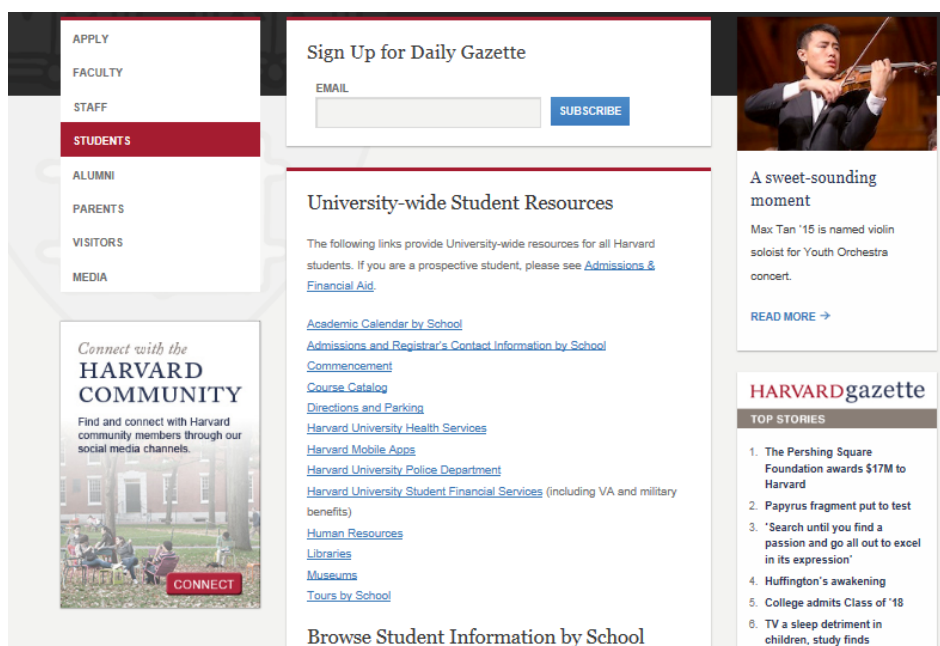 APPLY
FACULTY
STAFF
STUDENTS
ALUMNI
PARENTS
VISITORS
MEDIA
Connect with the
HARVARD
COMMUNITY
Find and connect with Harvard
community members through our
social media channels.
CONNECT
Sign Up for Daily Gazette
EMAIL
SUBSCRIBE
University-wide Student Resources
The following links provide University-wide resources for all Harvard
students. If you are a prospective student, please see Admissions &
Financial Aid.
Academic Calendar by School
Admissions and Registrar's Contact Information by School
Commencement
Course Catalog
Directions and Parking
Harvard University Health Services
Harvard Mobile Apps
Harvard University Police Department
Harvard University Student Financial Services (including VA and military
benefits)
Human Resources
Libraries
Museums
Tours by School
Browse Student Information by School
A sweet-sounding
moment
Max Tan '15 is named violin
soloist for Youth Orchestra
concert.
READ MORE →
HARVARDgazette
TOP STORIES
1. The Pershing Square
Foundation awards $17M to
Harvard
2. Papyrus fragment put to test
3. 'Search until you find a
passion and go all out to excel
in its expression'
4. Huffington's awakening
5. College admits Class of '18
6. TV a sleep detriment in
children, study finds